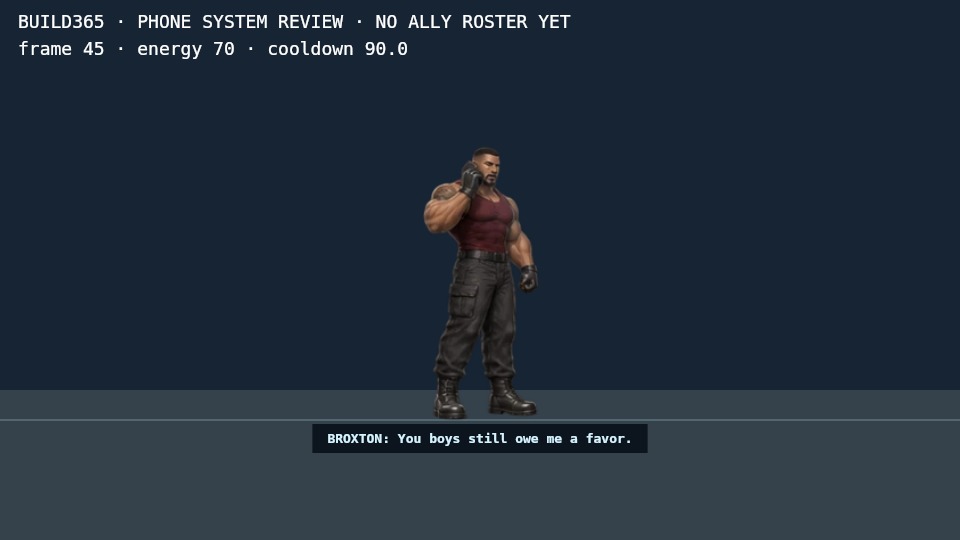 BUILD365 · PHONE SYSTEM REVIEW · NO ALLY ROSTER YET
frame 45 · energy 70 · cooldown 90.0
BROXTON: You boys still owe me a favor.